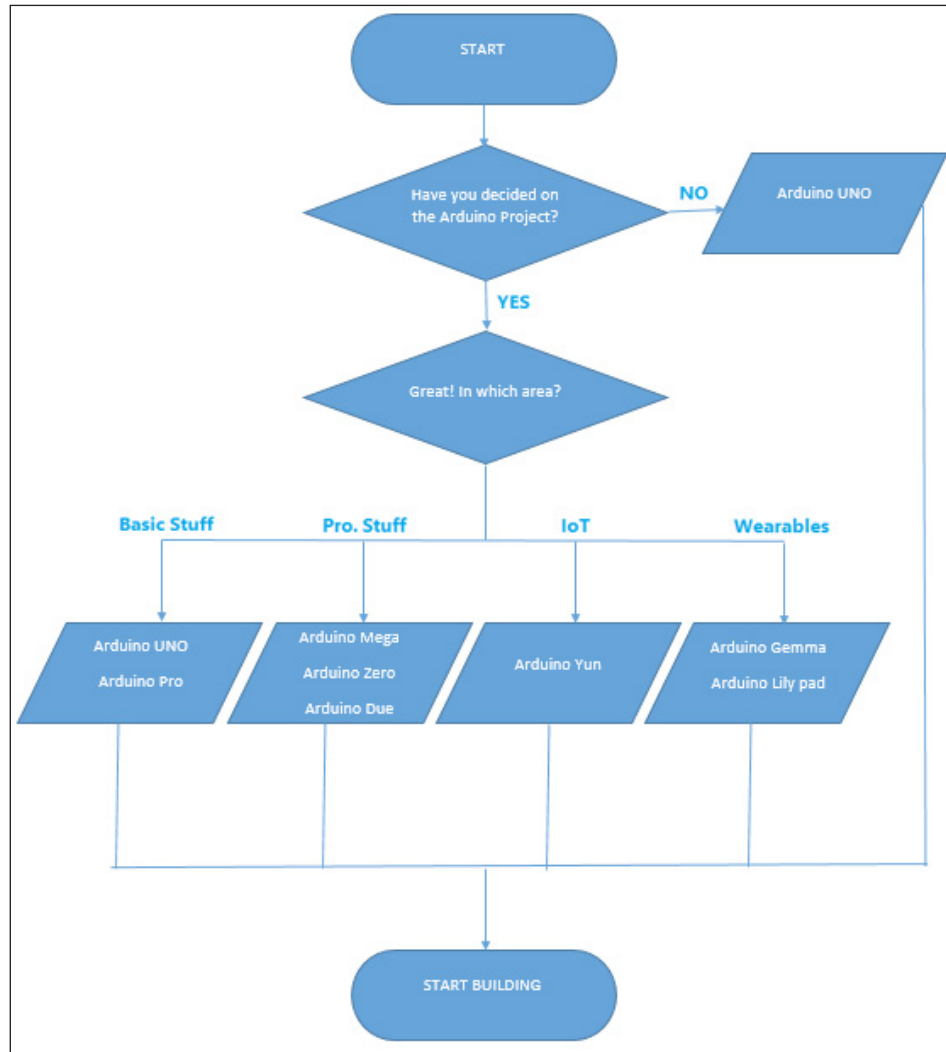 START
Have you decided on
the Arduino Project?
NO
Arduino UNO
YES
Great! In which area?
Basic Stuff
Pro. Stuff
IoT
Wearables
Arduino UNO
Arduino Pro
Arduino Mega
Arduino Zero
Arduino Due
Arduino Yun
Arduino Gemma
Arduino Lily pad
START BUILDING